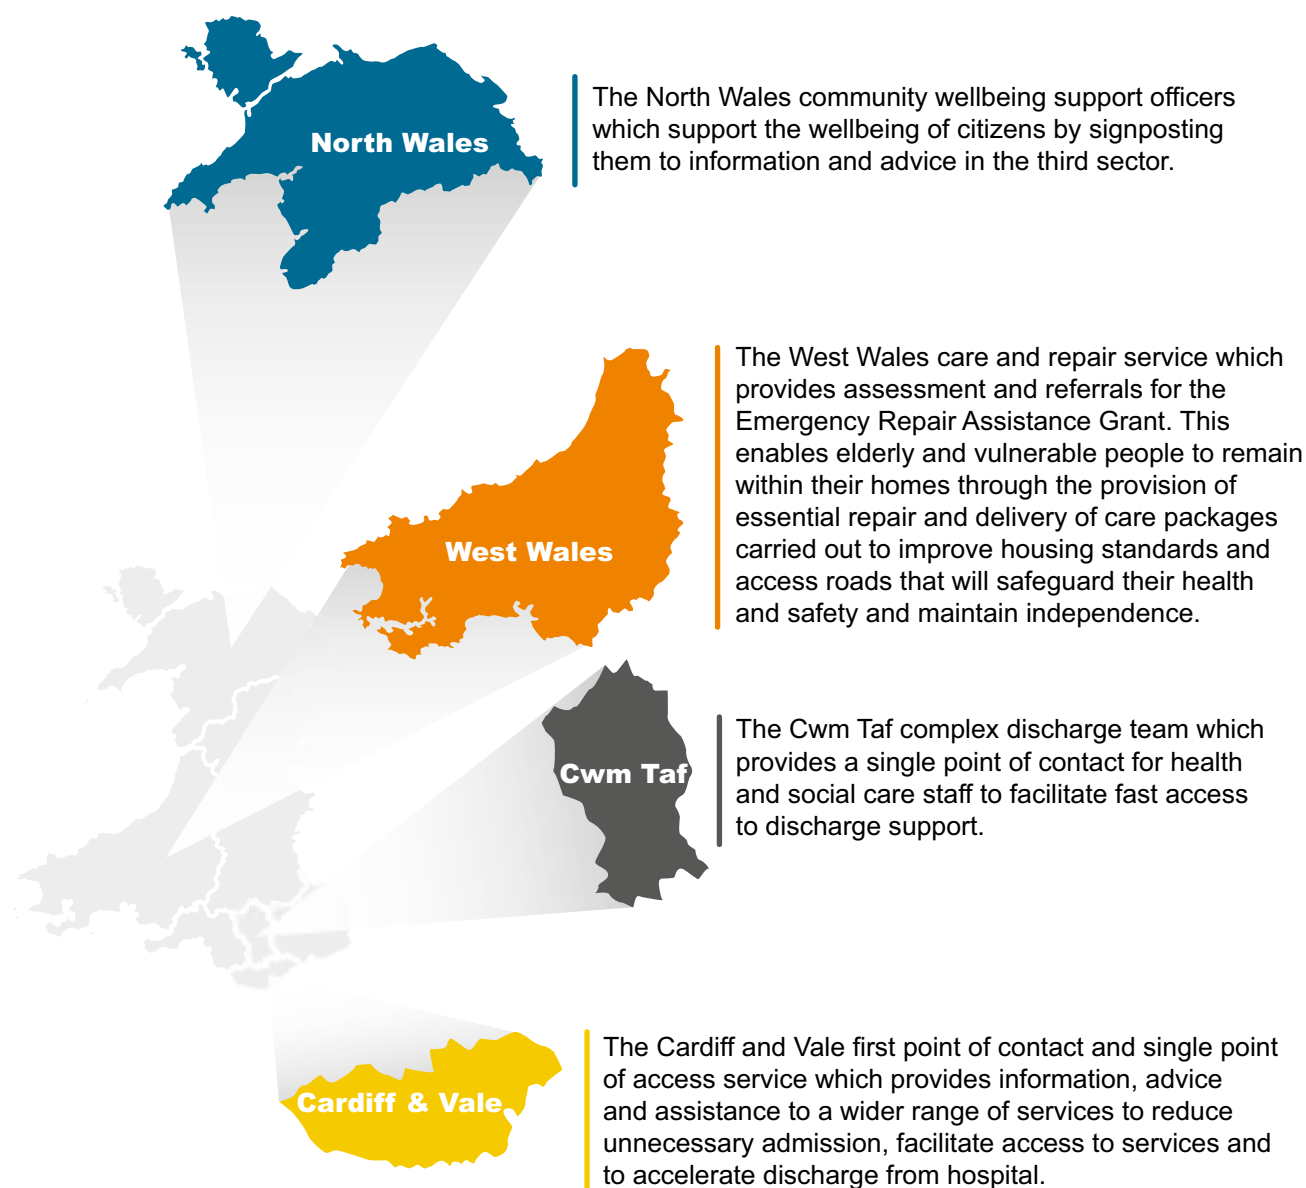 North Wales
The North Wales community wellbeing support officers
which support the wellbeing of citizens by signposting
them to information and advice in the third sector.
West Wales
The West Wales care and repair service which
provides assessment and referrals for the
Emergency Repair Assistance Grant. This
enables elderly and vulnerable people to remain
within their homes through the provision of
essential repair and delivery of care packages
carried out to improve housing standards and
access roads that will safeguard their health
and safety and maintain independence.
Cwm Taf
The Cwm Taf complex discharge team which
provides a single point of contact for health
and social care staff to facilitate fast access
to discharge support.
Cardiff & Vale
The Cardiff and Vale first point of contact and single point
of access service which provides information, advice
and assistance to a wider range of services to reduce
unnecessary admission, facilitate access to services and
to accelerate discharge from hospital.